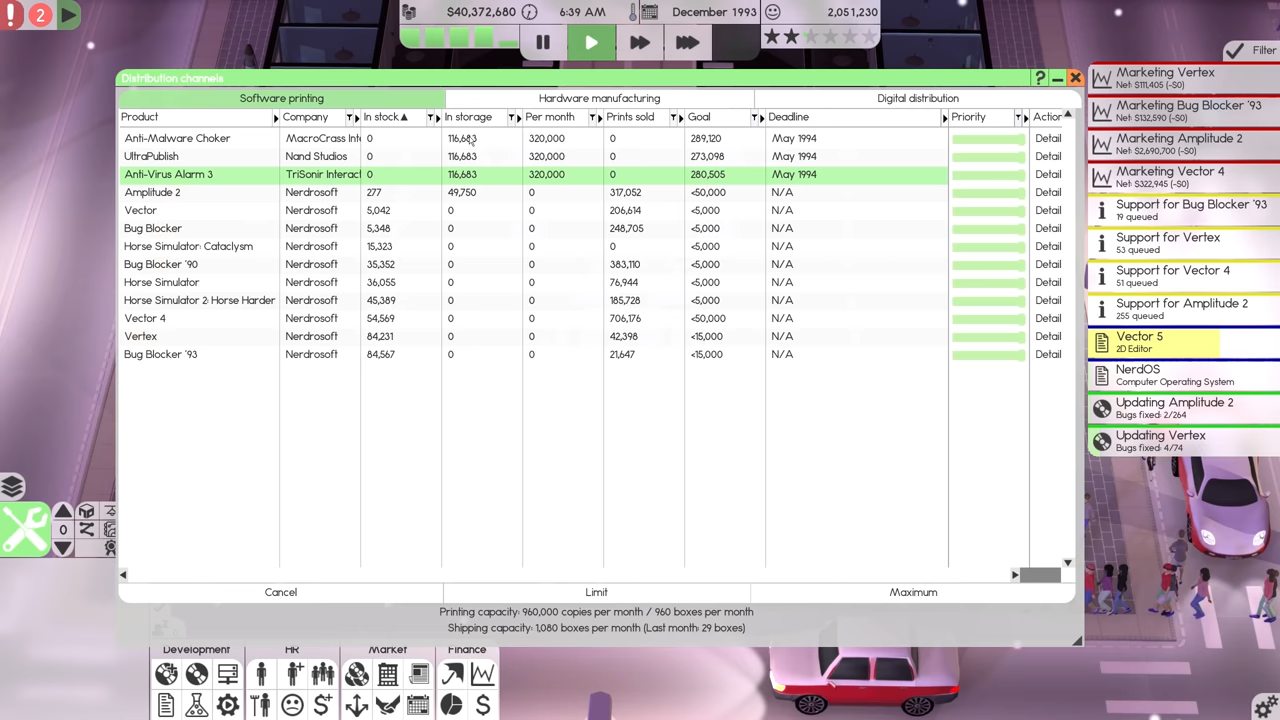 2
$40,372,680
6:39 AM
December 1993
2,051,230
Filter
Distribution channels
?
Software printing
Hardware manufacturing
Digital distribution
Product Company In stock In storage Per month Prints sold Goal Deadline Priority Action
Anti-Malware Choker MacroCrass Int 0 116,683 320,000 0 289,120 May 1994 Detail
UltraPublish Nand Studios 0 116,683 320,000 0 273,098 May 1994 Detail
Anti-Virus Alarm 3 TriSonir Interact 0 116,683 320,000 0 280,505 May 1994 Detail
Amplitude 2 Nerdrosoft 277 49,750 0 317,052 <50,000 N/A Detail
Vector Nerdrosoft 5,042 0 0 206,614 <5,000 N/A Detail
Bug Blocker Nerdrosoft 5,348 0 0 248,705 <5,000 N/A Detail
Horse Simulator: Cataclysm Nerdrosoft 15,323 0 0 0 <5,000 N/A Detail
Bug Blocker '90 Nerdrosoft 35,352 0 0 383,110 <5,000 N/A Detail
Horse Simulator Nerdrosoft 36,055 0 0 76,944 <5,000 N/A Detail
Horse Simulator 2: Horse Harder Nerdrosoft 45,389 0 0 185,728 <5,000 N/A Detail
Vector 4 Nerdrosoft 54,569 0 0 706,176 <50,000 N/A Detail
Vertex Nerdrosoft 84,231 0 0 42,398 <15,000 N/A Detail
Bug Blocker '93 Nerdrosoft 84,567 0 0 21,647 <15,000 N/A Detail
Cancel
Limit
Maximum
Printing capacity: 960,000 copies per month / 960 boxes per month
Shipping capacity: 1,080 boxes per month (Last month: 29 boxes)
Marketing Vertex
Net: $111,405 (-$0)
Marketing Bug Blocker '93
Net: $132,590 (-$0)
Marketing Amplitude 2
Net: $2,690,700 (-$0)
Marketing Vector 4
Net: $322,945 (-$0)
Support for Bug Blocker '93
19 queued
Support for Vertex
53 queued
Support for Vector 4
51 queued
Support for Amplitude 2
255 queued
Vector 5
2D Editor
NerdOS
Computer Operating System
Updating Amplitude 2
Bugs fixed: 2/264
Updating Vertex
Bugs fixed: 4/74
0
Development
HR
Market
Finance